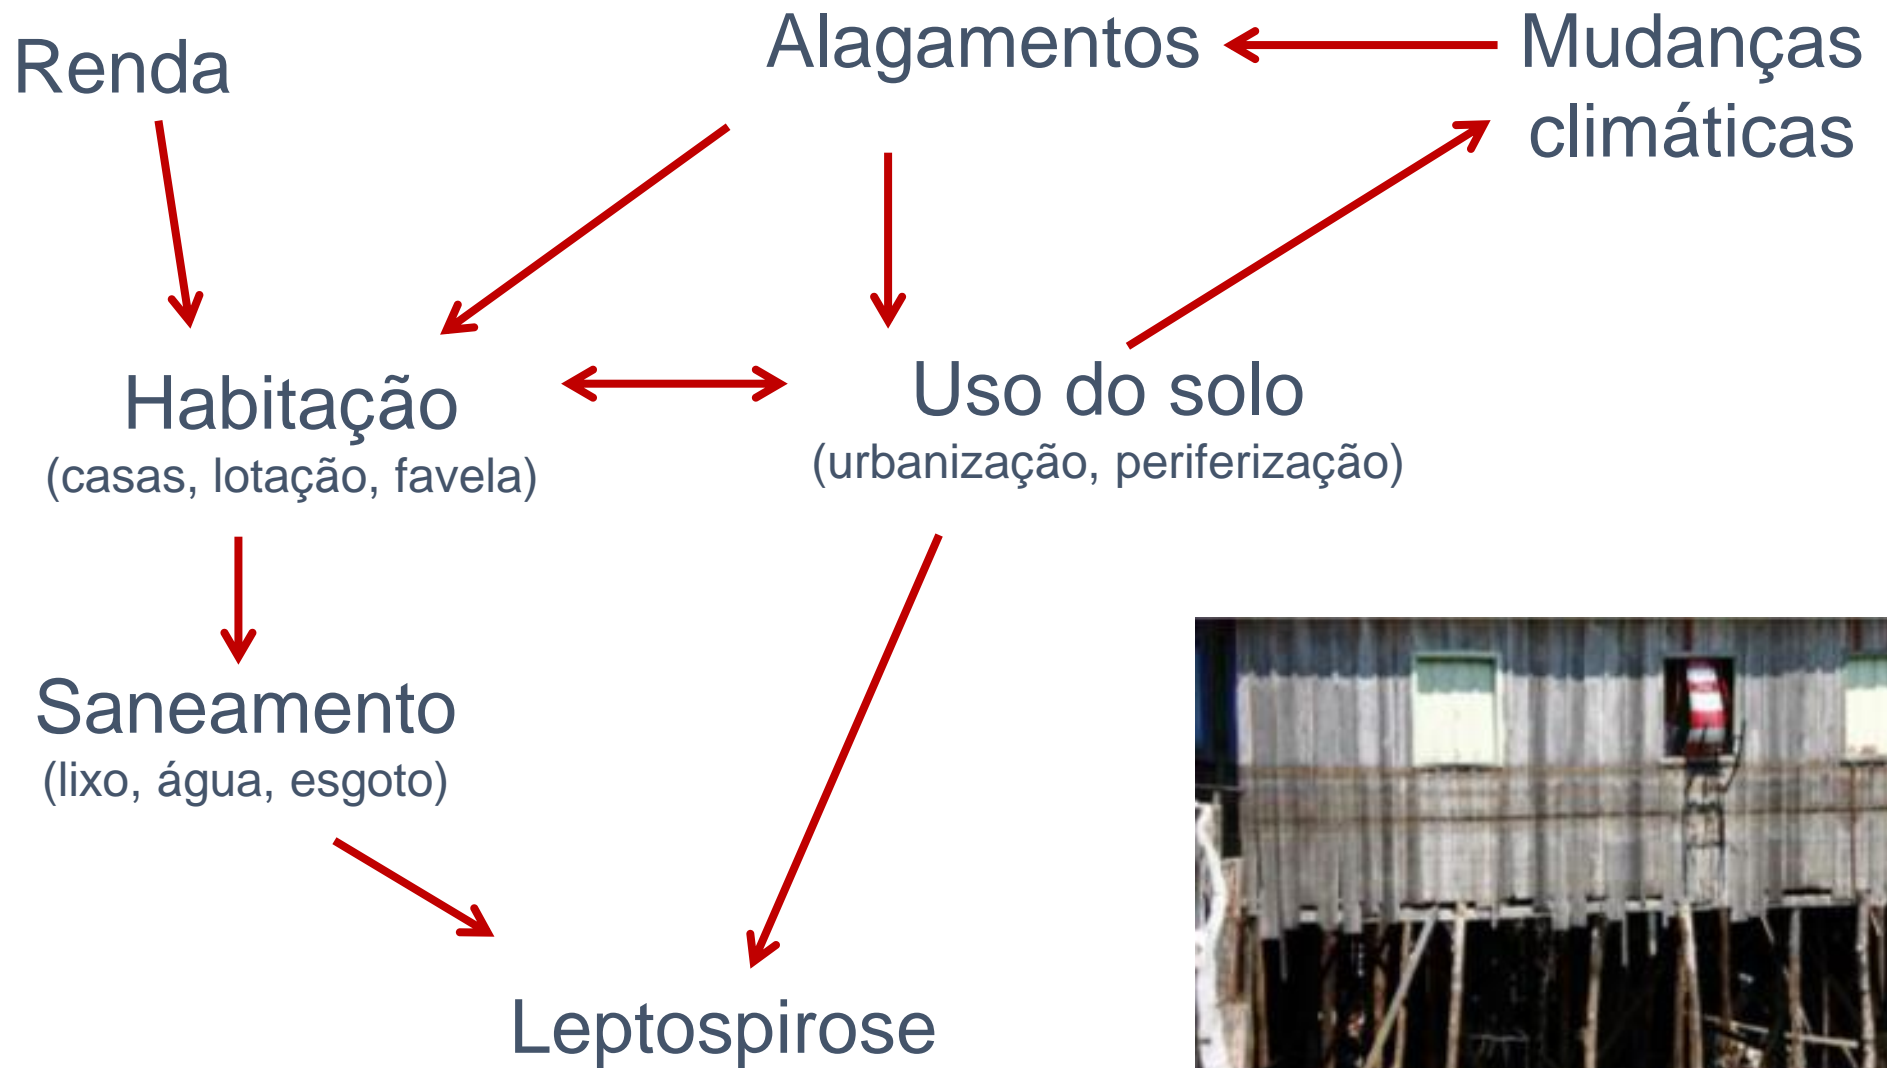 Renda
Alagamentos
Mudanças
climáticas
Habitação
(casas, lotação, favela)
Uso do solo
(urbanização, periferização)
Saneamento
(lixo, água, esgoto)
Leptospirose